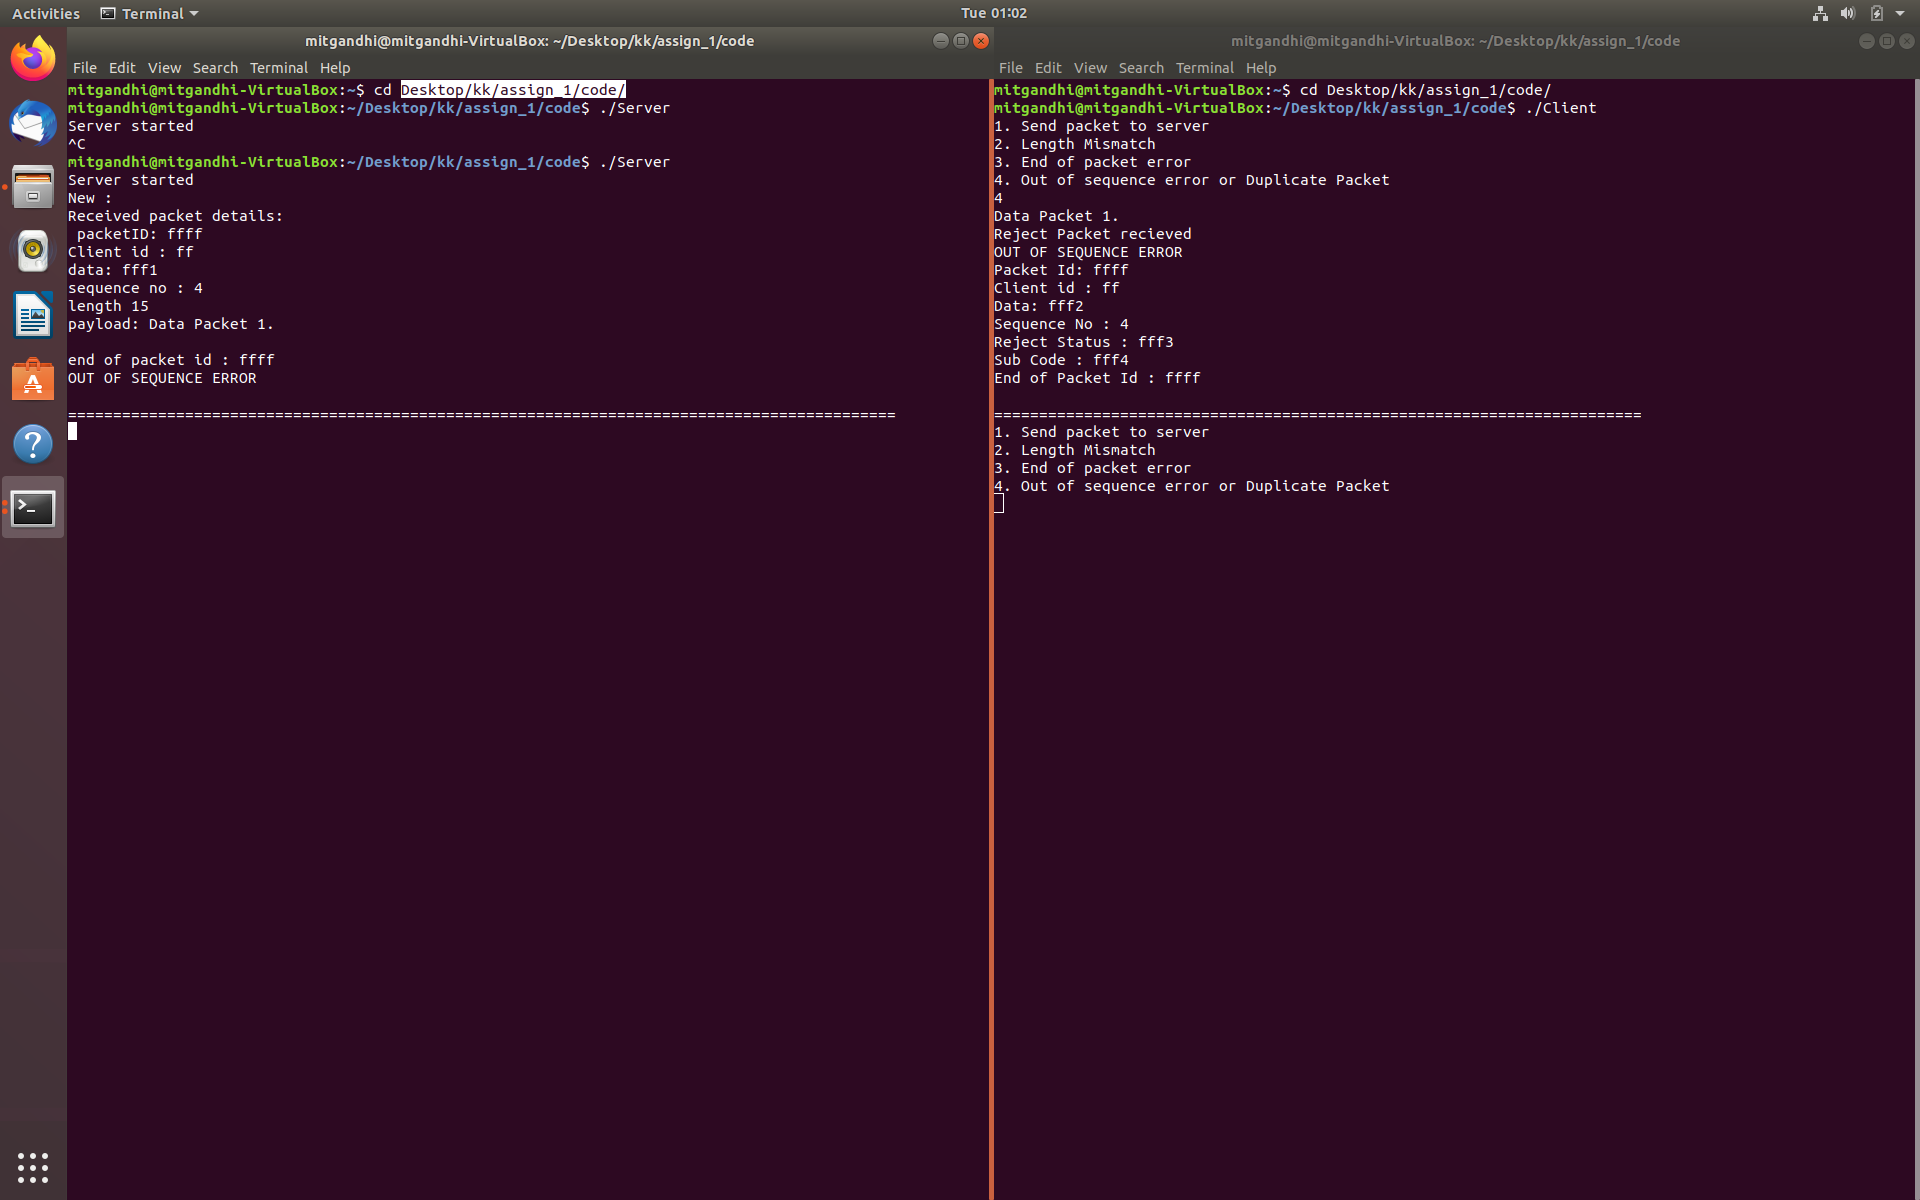 Activities Terminal Tue 01:02
mitgandhi@mitgandhi-VirtualBox: ~/Desktop/kk/assign_1/code
File Edit View Search Terminal Help
mitgandhi@mitgandhi-VirtualBox:~$ cd Desktop/kk/assign_1/code/
mitgandhi@mitgandhi-VirtualBox:~/Desktop/kk/assign_1/code$ ./Server
Server started
^C
mitgandhi@mitgandhi-VirtualBox:~/Desktop/kk/assign_1/code$ ./Server
Server started
New :
Received packet details:
 packetID: ffff
Client id : ff
data: fff1
sequence no : 4
length 15
payload: Data Packet 1.
end of packet id : ffff
OUT OF SEQUENCE ERROR
============================================================================================
mitgandhi@mitgandhi-VirtualBox: ~/Desktop/kk/assign_1/code
File Edit View Search Terminal Help
mitgandhi@mitgandhi-VirtualBox:~$ cd Desktop/kk/assign_1/code/
mitgandhi@mitgandhi-VirtualBox:~/Desktop/kk/assign_1/code$ ./Client
1. Send packet to server
2. Length Mismatch
3. End of packet error
4. Out of sequence error or Duplicate Packet
4
Data Packet 1.
Reject Packet recieved
OUT OF SEQUENCE ERROR
Packet Id: ffff
Client id : ff
Data: fff2
Sequence No : 4
Reject Status : fff3
Sub Code : fff4
End of Packet Id : ffff
========================================================================
1. Send packet to server
2. Length Mismatch
3. End of packet error
4. Out of sequence error or Duplicate Packet